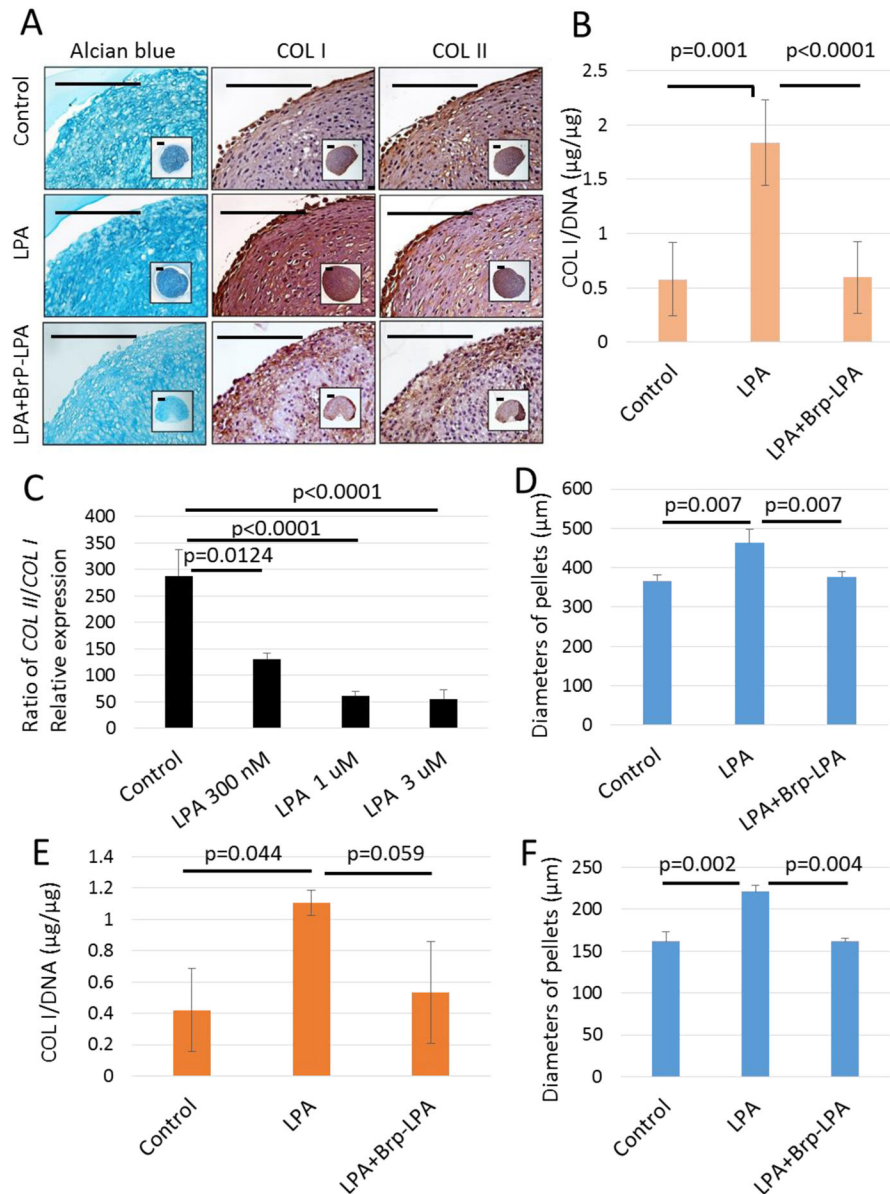 A
Alcian blue
COL I
COL II
Control
LPA
LPA+BrP-LPA
B
p=0.001
p<0.0001
COL I/DNA (µg/µg)
2.5
2
1.5
1
0.5
0
Control
LPA
LPA+Brp-LPA
C
p<0.0001
p<0.0001
p=0.0124
Ratio of COL II/COL I
Relative expression
400
350
300
250
200
150
100
50
0
Control
LPA 300 nM
LPA 1 uM
LPA 3 uM
D
p=0.007
p=0.007
Diameters of pellets (µm)
600
500
400
300
200
100
0
Control
LPA
LPA+Brp-LPA
E
p=0.044
p=0.059
COL I/DNA (µg/µg)
1.4
1.2
1
0.8
0.6
0.4
0.2
0
Control
LPA
LPA+Brp-LPA
F
p=0.002
p=0.004
Diameters of pellets (µm)
250
200
150
100
50
0
Control
LPA
LPA+Brp-LPA